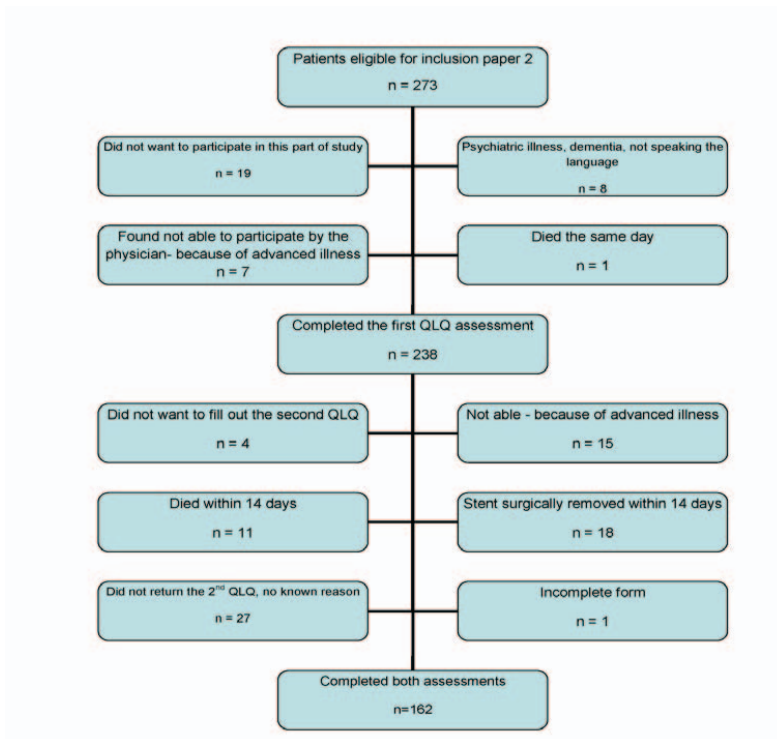 Patients eligible for inclusion paper 2
n = 273
Did not want to participate in this part of study
n = 19
Psychiatric illness, dementia, not speaking the
language
n = 8
Found not able to participate by the
physician- because of advanced illness
n = 7
Died the same day
n = 1
Completed the first QLQ assessment
n = 238
Did not want to fill out the second QLQ
n = 4
Not able - because of advanced illness
n = 15
Died within 14 days
n = 11
Stent surgically removed within 14 days
n = 18
Did not return the 2nd QLQ, no known reason
n = 27
Incomplete form
n = 1
Completed both assessments
n=162